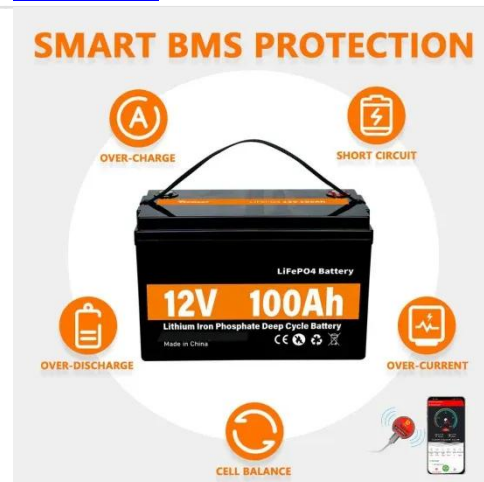 SMART BMS PROTECTION
OVER-CHARGE
SHORT CIRCUIT
LiFePO4 Battery
12V 100Ah
Lithium Iron Phosphate Deep Cycle Battery
Made in China
CE
OVER-DISCHARGE
OVER-CURRENT
CELL BALANCE